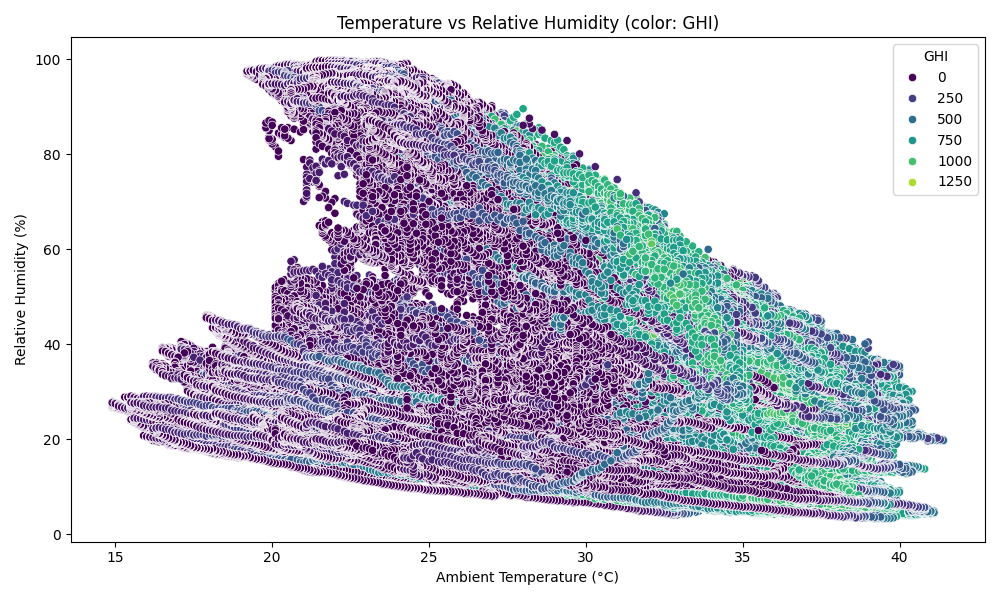 Temperature vs Relative Humidity (color: GHI)
GHI
0
250
500
750
1000
1250
100
80
60
40
20
0
Relative Humidity (%)
15 20 25 30 35 40
Ambient Temperature (°C)